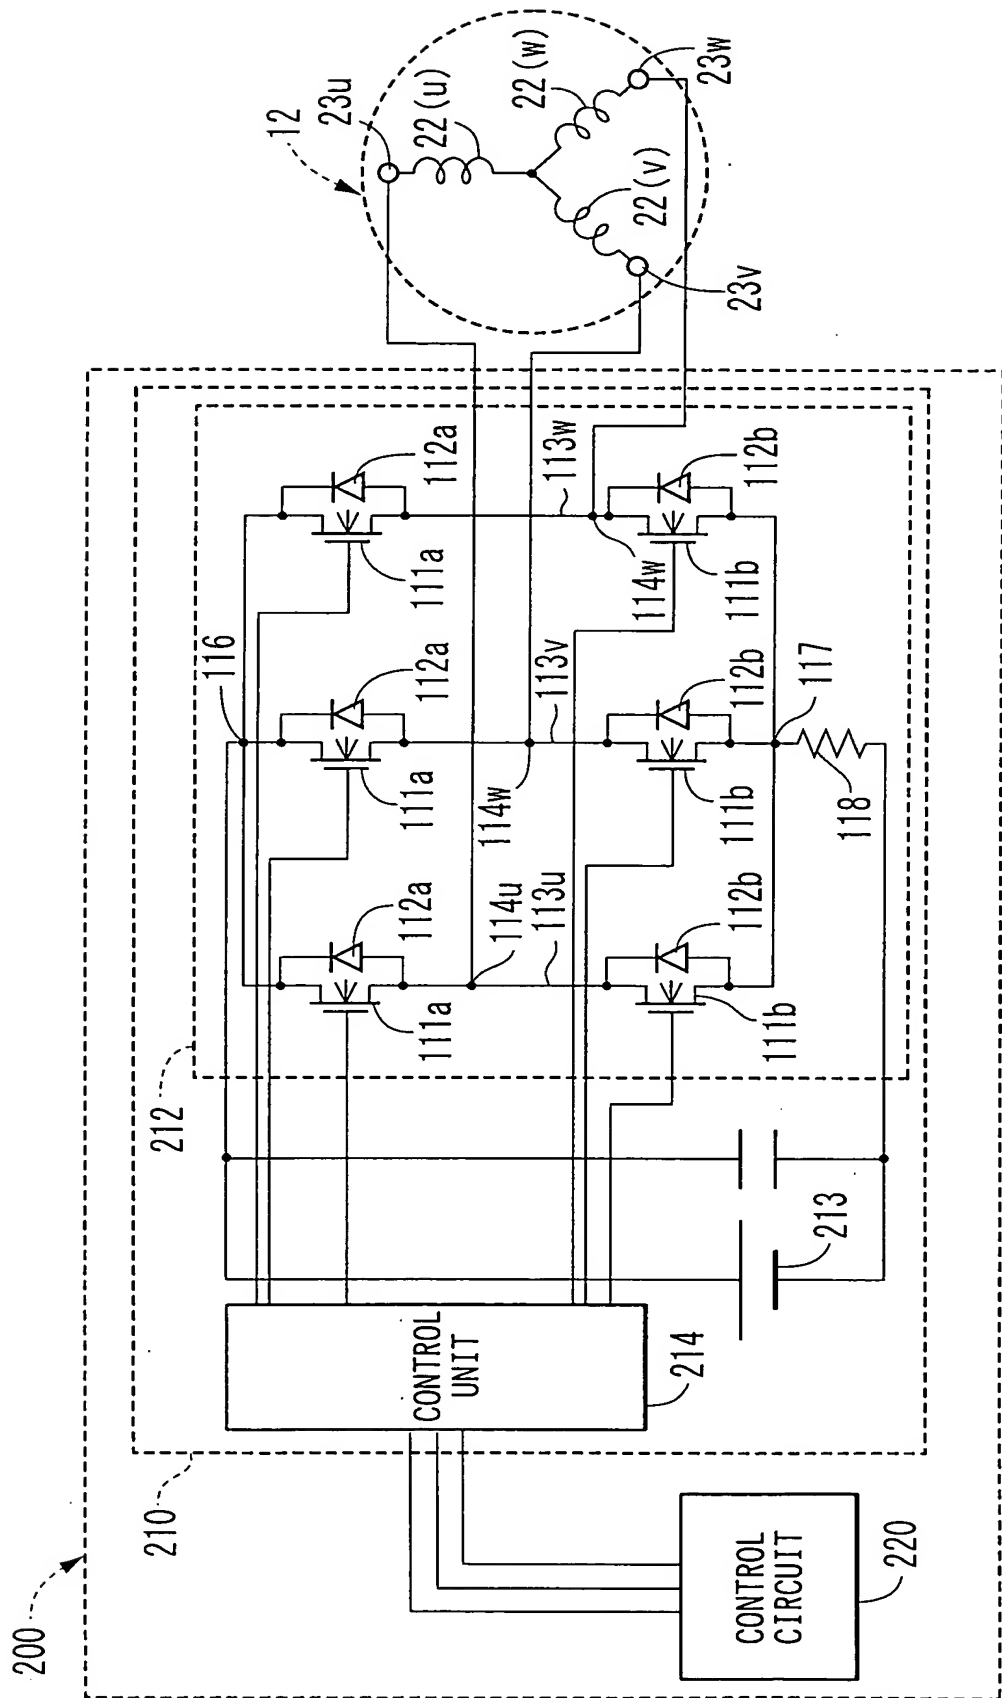 200
210
212
116
12
23u
22(u)
22(w)
23w
22(v)
23v
112a
112a
112a
111a
111a
111a
114u
113u
114w
113v
113w
114w
112b
112b
112b
111b
111b
111b
117
118
213
CONTROL
UNIT
214
CONTROL
CIRCUIT
220